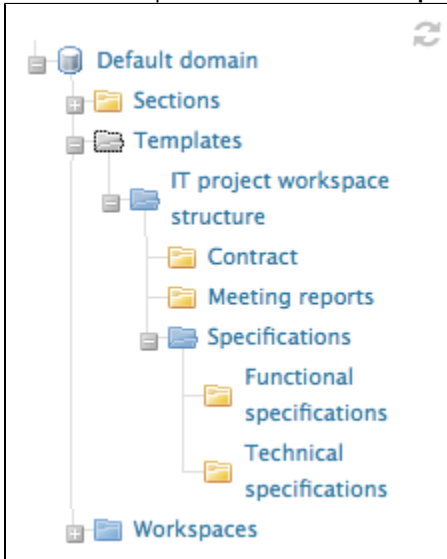 Default domain
Sections
Templates
IT project workspace
structure
Contract
Meeting reports
Specifications
Functional
specifications
Technical
specifications
Workspaces